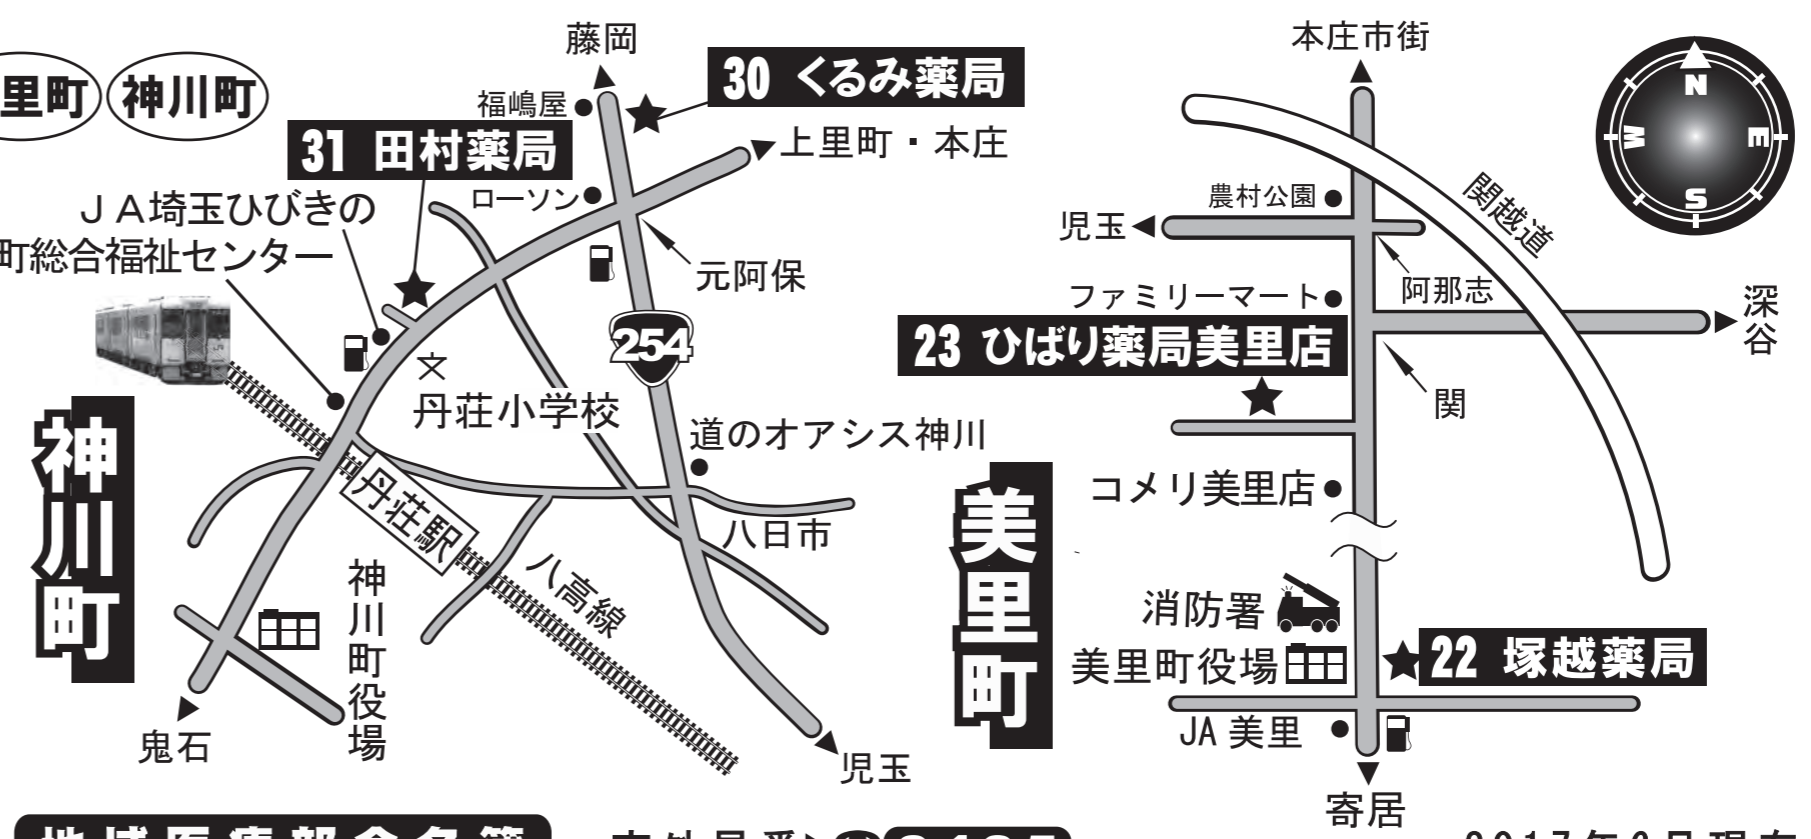 里町
神川町
藤岡
福嶋屋
30 くるみ薬局
31 田村薬局
上里町・本庄
ローソン
JA埼玉ひびきの
町総合福祉センター
元阿保
254
文
丹荘小学校
道のオアシス神川
神川町
丹荘駅
八日市
八高線
神川町役場
鬼石
児玉
本庄市街
N
W
E
S
関越道
農村公園
児玉
阿那志
ファミリーマート
深谷
23 ひばり薬局美里店
関
コメリ美里店
美里町
消防署
美里町役場
22 塚越薬局
JA 美里
寄居